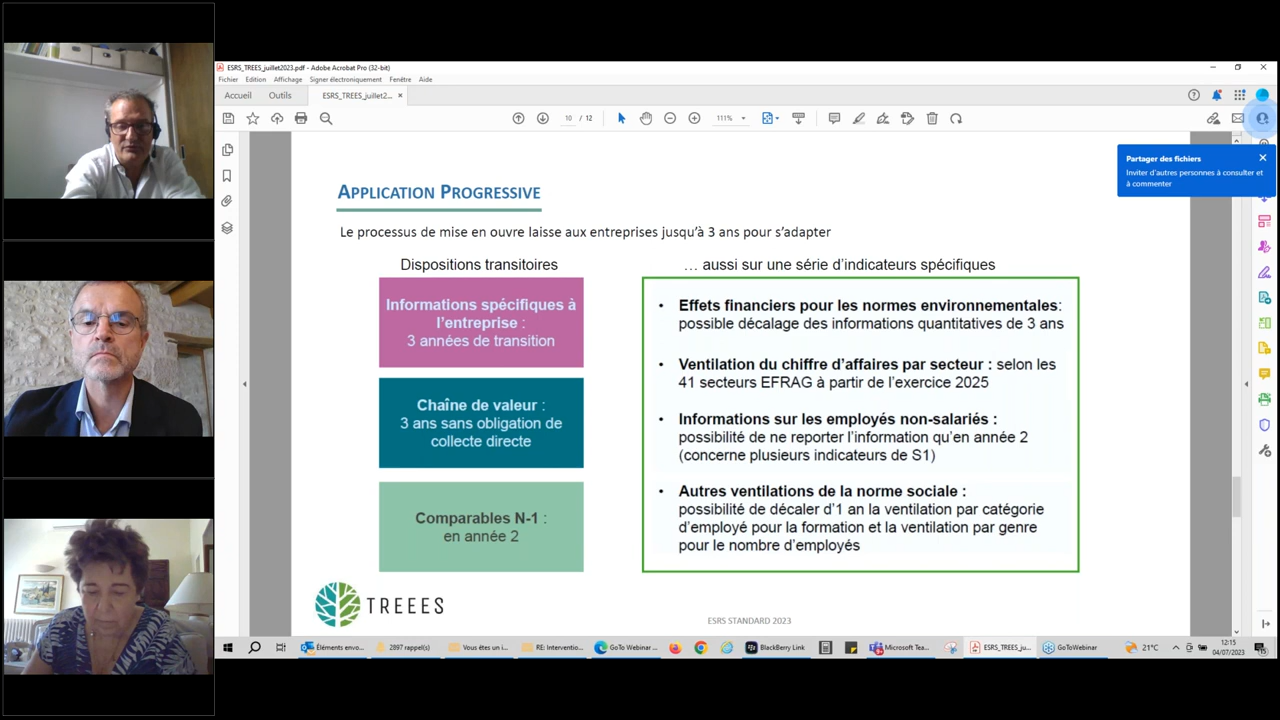 ESRS_TREES_juillet2023.pdf - Adobe Acrobat Pro (32-bit)
Fichier Edition Affichage Signer électroniquement Fenêtre Aide
Accueil Outils ESRS_TREES_juillet2... ×
10 / 12 111%
Partager des fichiers
Inviter d'autres personnes à consulter et
à commenter
APPLICATION PROGRESSIVE
Le processus de mise en ouvre laisse aux entreprises jusqu'à 3 ans pour s'adapter
Dispositions transitoires
Informations spécifiques à
l'entreprise :
3 années de transition
Chaîne de valeur :
3 ans sans obligation de
collecte directe
Comparables N-1 :
en année 2
… aussi sur une série d'indicateurs spécifiques
• Effets financiers pour les normes environnementales:
possible décalage des informations quantitatives de 3 ans
• Ventilation du chiffre d'affaires par secteur : selon les
41 secteurs EFRAG à partir de l'exercice 2025
• Informations sur les employés non-salariés :
possibilité de ne reporter l'information qu'en année 2
(concerne plusieurs indicateurs de S1)
• Autres ventilations de la norme sociale :
possibilité de décaler d'1 an la ventilation par catégorie
d'employé pour la formation et la ventilation par genre
pour le nombre d'employés
TREEES
ESRS STANDARD 2023
Éléments envo... 2897 rappel(s) Vous êtes un i... RE: Interventio... GoTo Webinar ... BlackBerry Link Microsoft Tea... ESRS_TREES_ju... GoToWebinar 21°C 12:15
04/07/2023